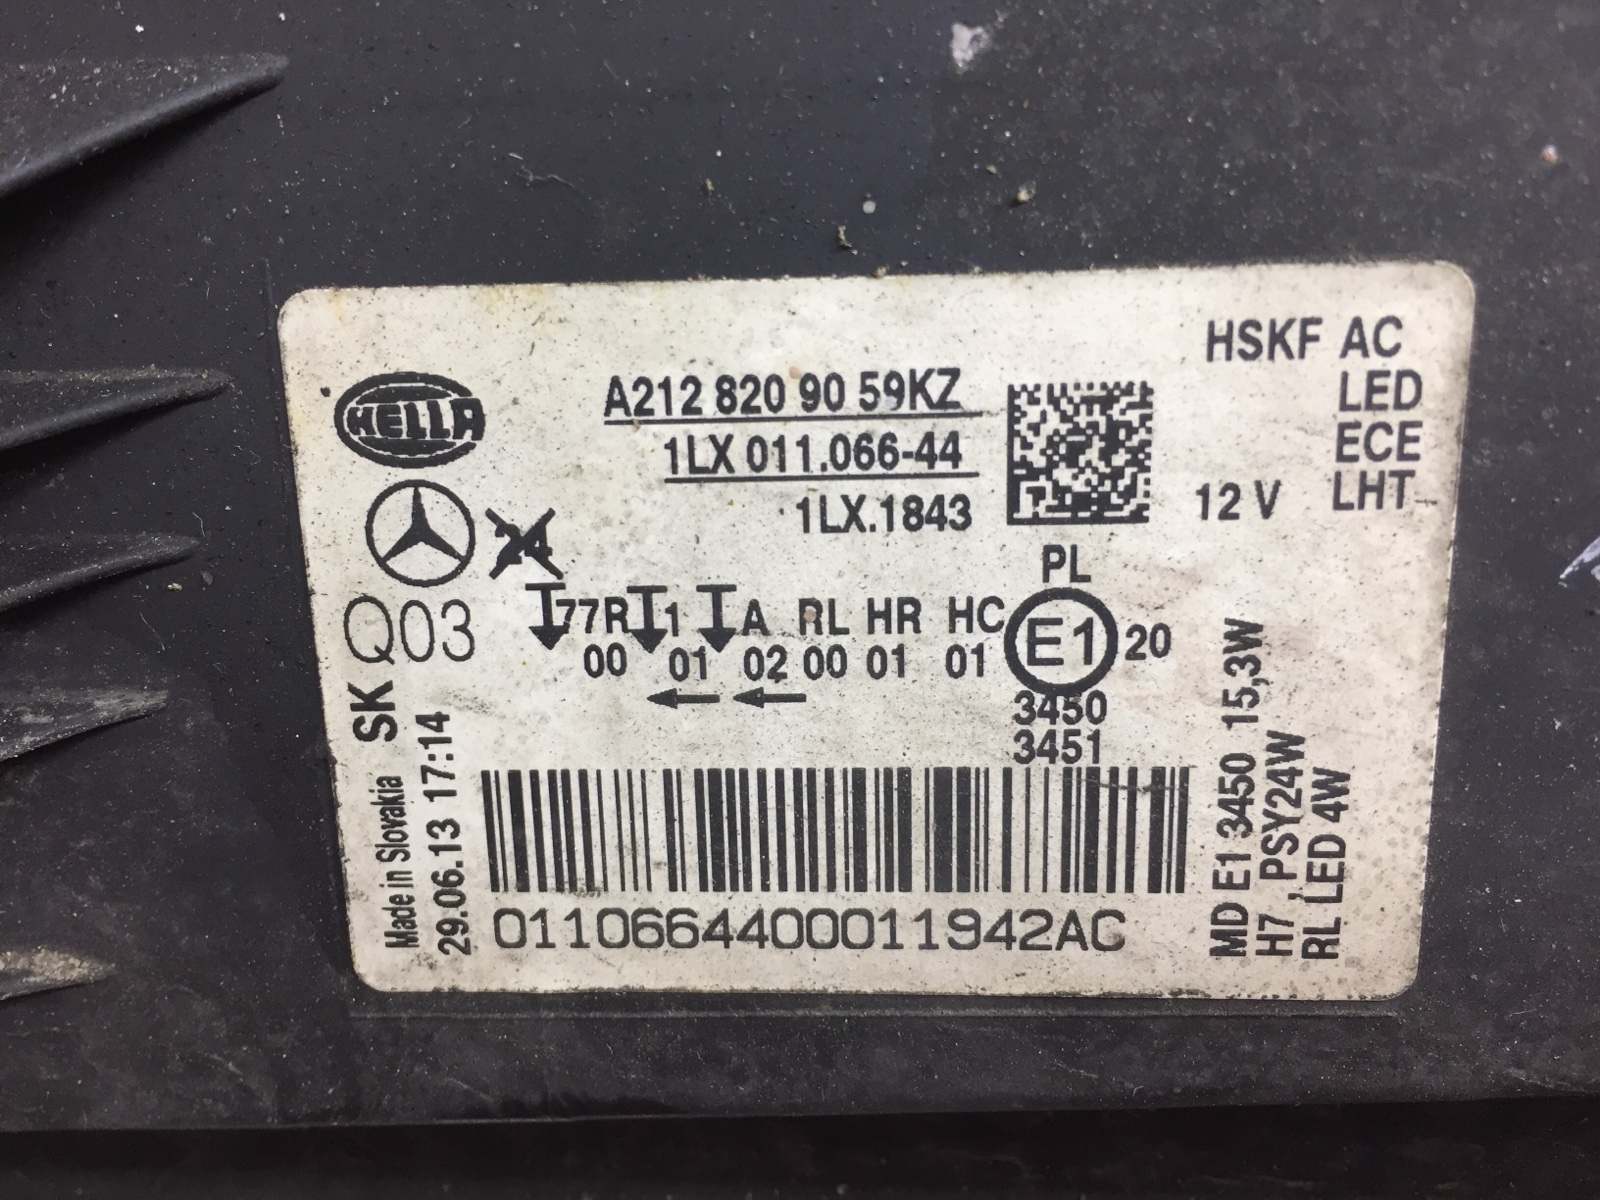 HELLA
A212 820 90 59KZ
1LX 011.066-44
1LX.1843
HSKF AC
LED
ECE
LHT
12 V
PL
Q03
77R 1 A RL HR HC
00 01 02 00 01 01
E1 20
3450
3451
SK
Made in Slovakia
29.06.13 17:14
0110664400011942AC
MD E1 3450 15,3W
H7 , PSY24W
RL LED 4W